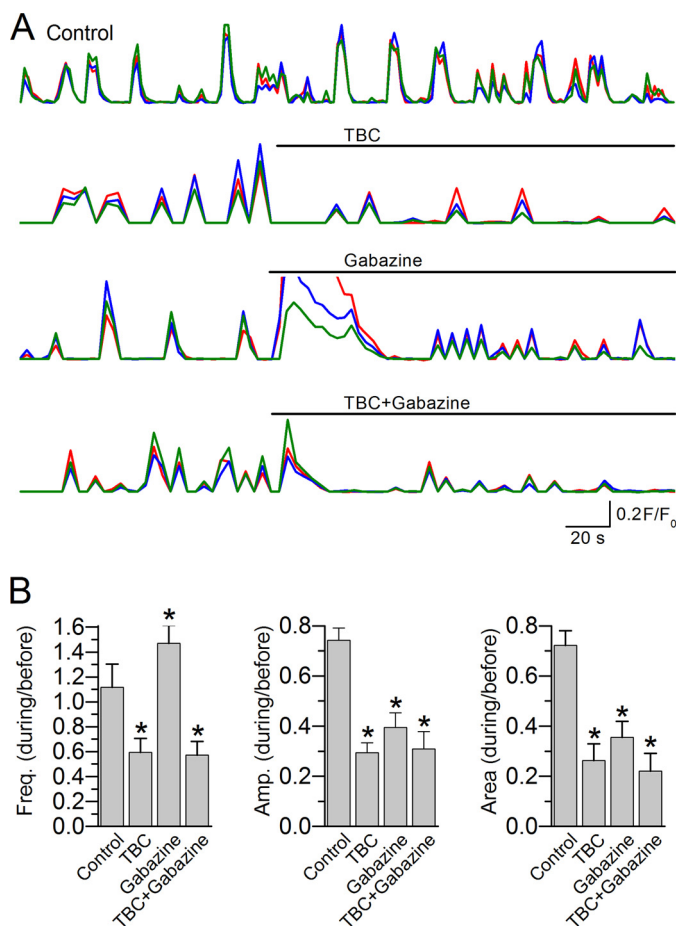 A Control
TBC
Gabazine
TBC+Gabazine
0.2F/F₀
20 s
B
Freq. (during/before)
1.6
1.4
1.2
1.0
0.8
0.6
0.4
0.2
0.0
* * *
Control
TBC
Gabazine
TBC+Gabazine
Amp. (during/before)
0.8
0.6
0.4
0.2
0.0
* * *
Control
TBC
Gabazine
TBC+Gabazine
Area (during/before)
0.8
0.6
0.4
0.2
0.0
* * *
Control
TBC
Gabazine
TBC+Gabazine